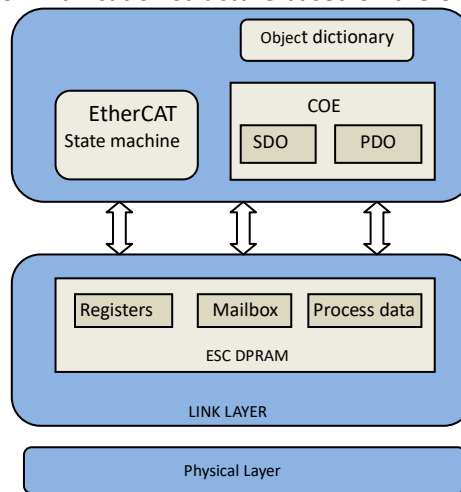 Object dictionary
EtherCAT
State machine
COE
SDO
PDO
Registers
Mailbox
Process data
ESC DPRAM
LINK LAYER
Physical Layer